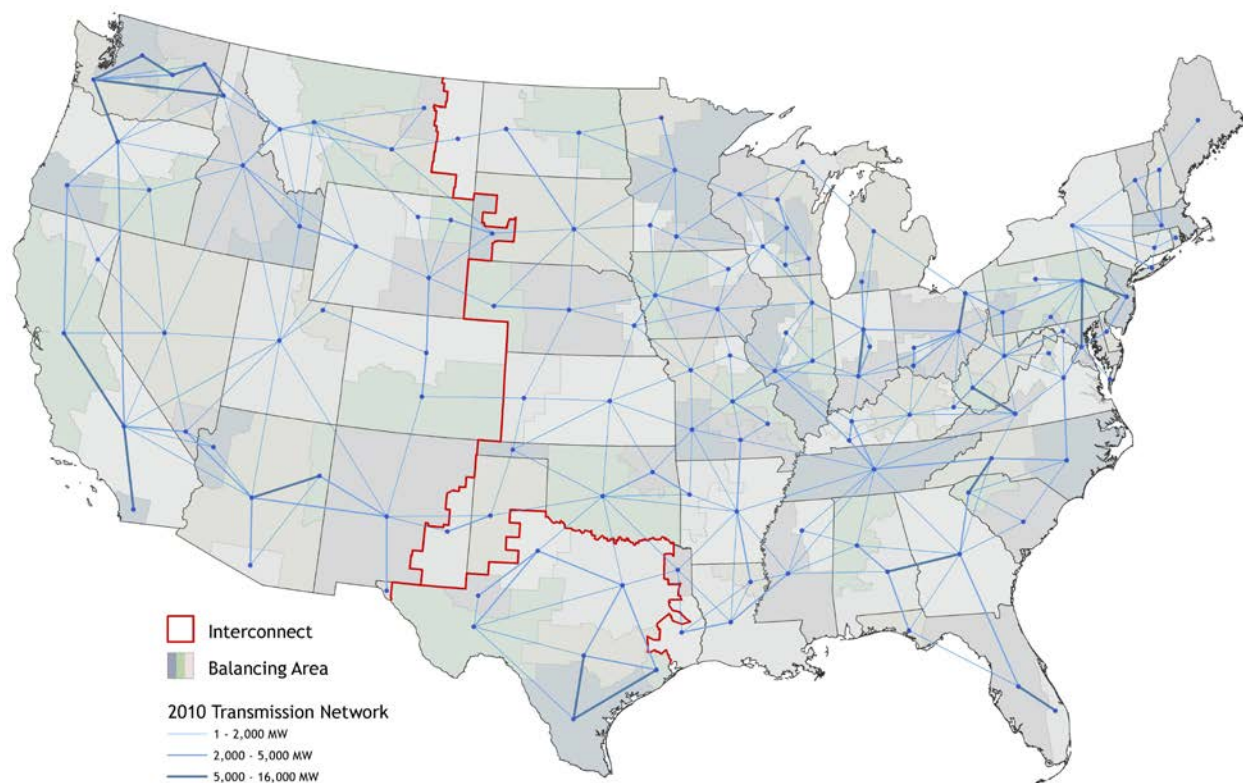 Interconnect
Balancing Area
2010 Transmission Network
1 - 2,000 MW
2,000 - 5,000 MW
5,000 - 16,000 MW